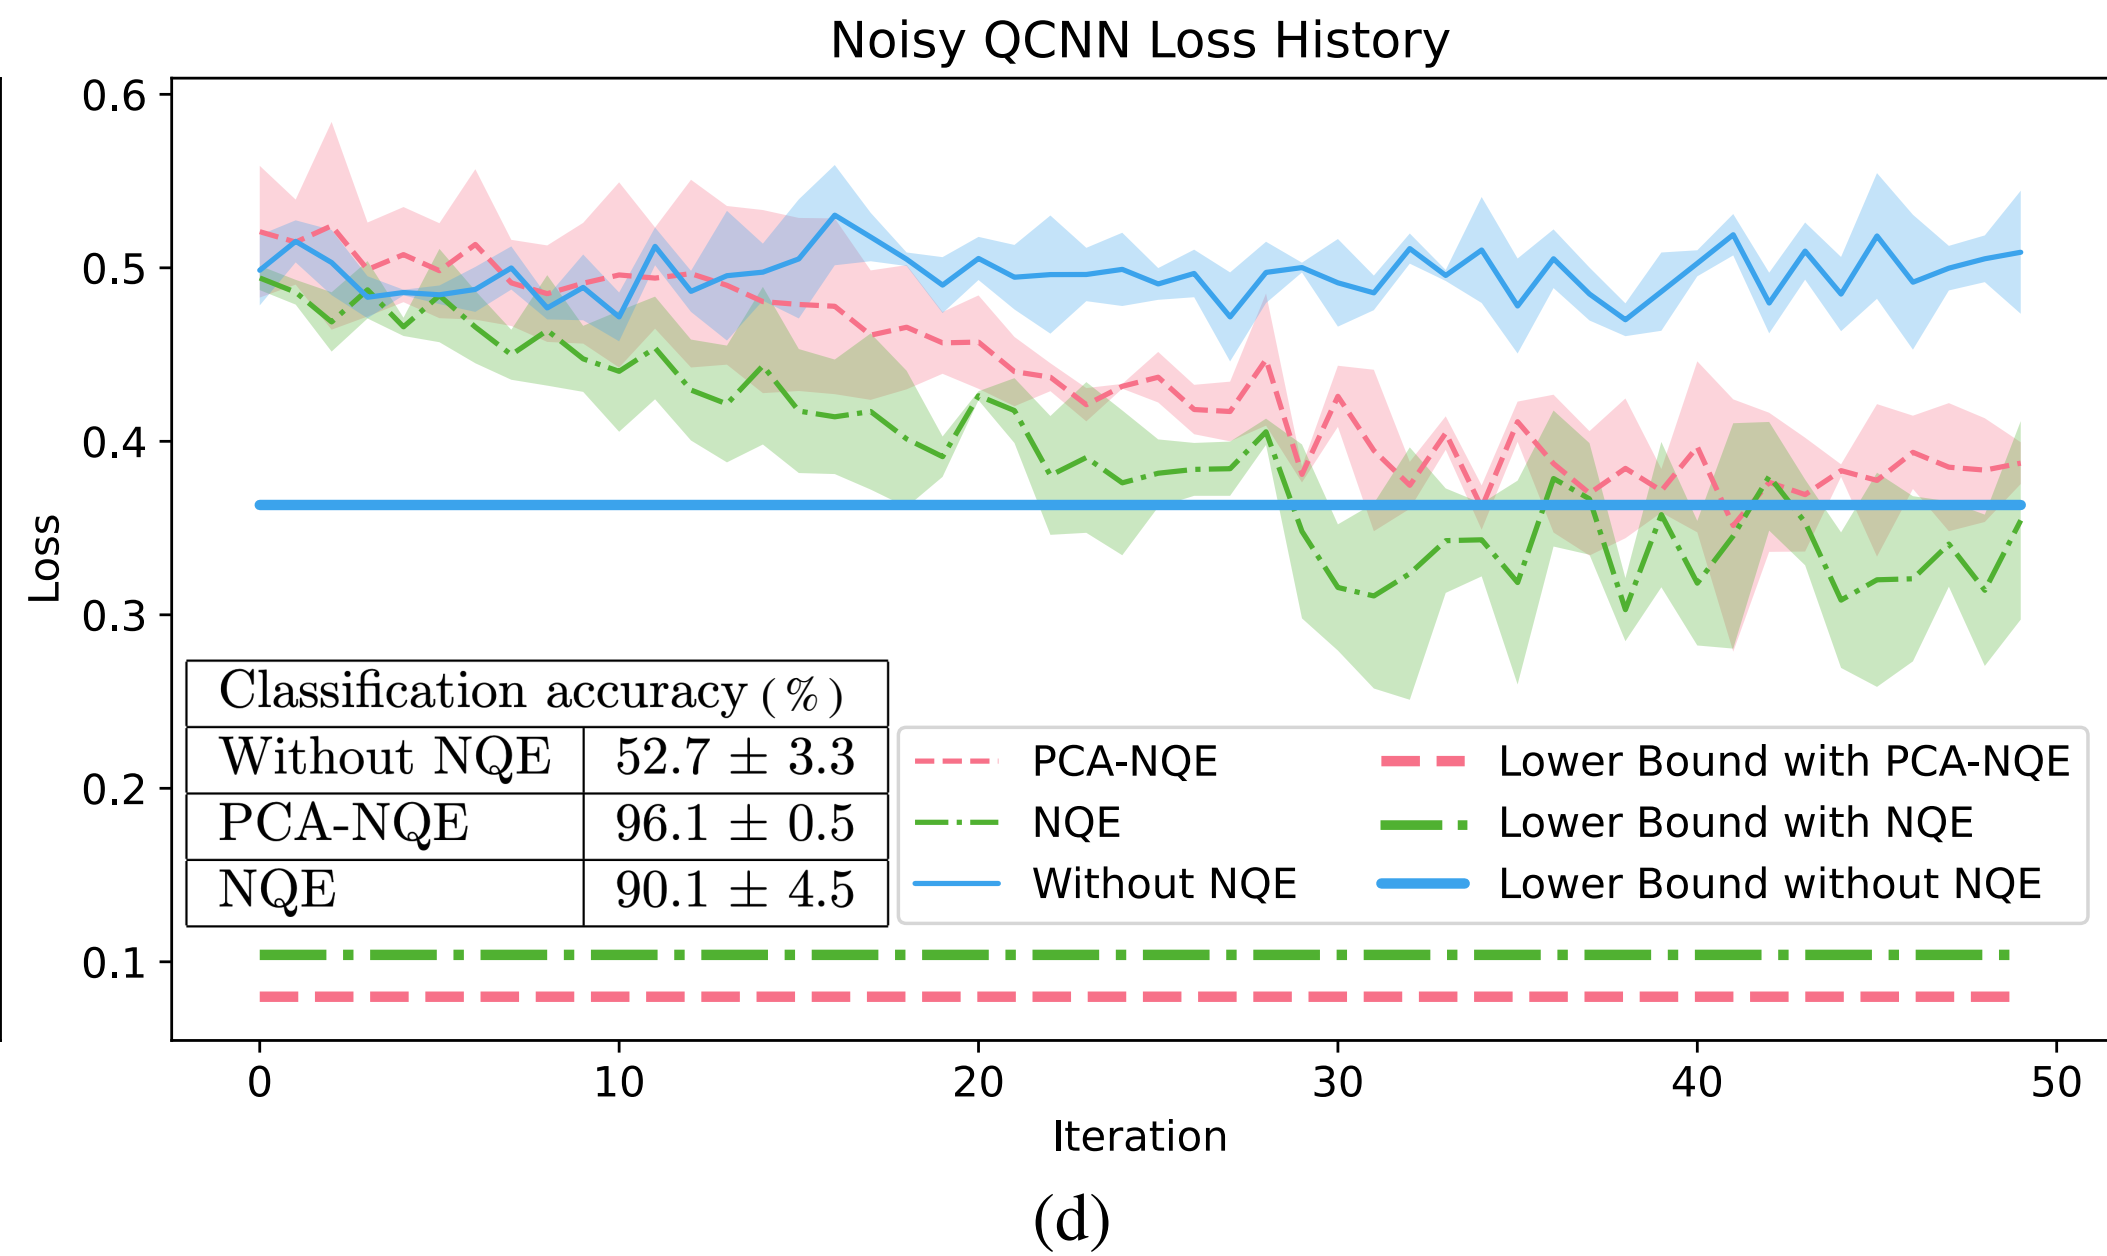 Noisy QCNN Loss History
0.6
0.5
0.4
0.3
0.2
0.1
Loss
Classification accuracy (%)
Without NQE 52.7 ± 3.3
PCA-NQE 96.1 ± 0.5
NQE 90.1 ± 4.5
PCA-NQE
NQE
Without NQE
Lower Bound with PCA-NQE
Lower Bound with NQE
Lower Bound without NQE
0 10 20 30 40 50
Iteration
(d)